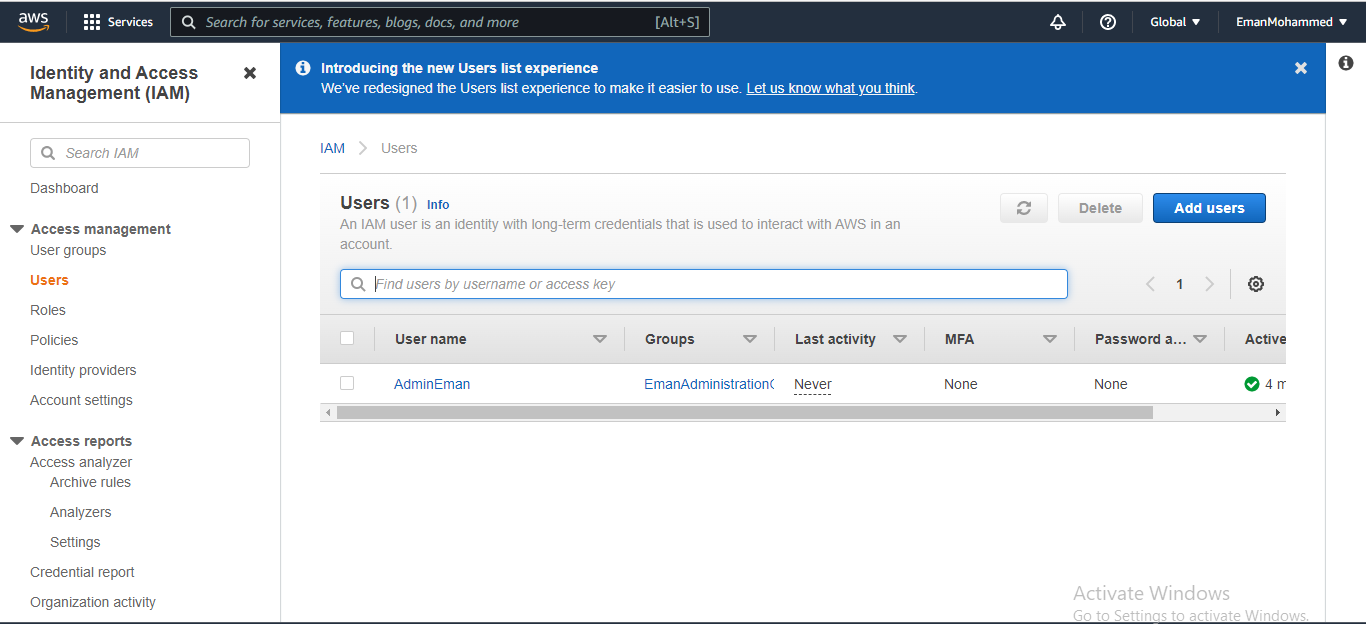 aws
Services
Search for services, features, blogs, docs, and more [Alt+S]
Global
EmanMohammed
Identity and Access
Management (IAM)
Search IAM
Dashboard
Access management
User groups
Users
Roles
Policies
Identity providers
Account settings
Access reports
Access analyzer
Archive rules
Analyzers
Settings
Credential report
Organization activity
Introducing the new Users list experience
We've redesigned the Users list experience to make it easier to use. Let us know what you think.
IAM > Users
Users (1) Info
An IAM user is an identity with long-term credentials that is used to interact with AWS in an
account.
Delete
Add users
Find users by username or access key
1
User name Groups Last activity MFA Password a... Active
AdminEman EmanAdministration Never None None 4 m
Activate Windows
Go to Settings to activate Windows.